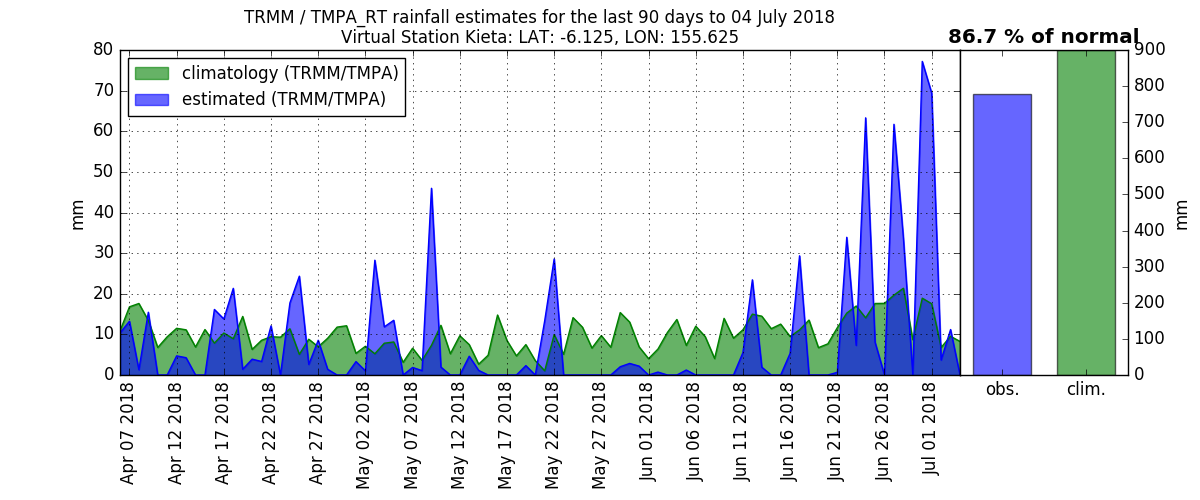 TRMM / TMPA_RT rainfall estimates for the last 90 days to 04 July 2018
Virtual Station Kieta: LAT: -6.125, LON: 155.625
86.7 % of normal
climatology (TRMM/TMPA)
estimated (TRMM/TMPA)
80
70
60
50
40
30
20
10
0
mm
Apr 07 2018
Apr 12 2018
Apr 17 2018
Apr 22 2018
Apr 27 2018
May 02 2018
May 07 2018
May 12 2018
May 17 2018
May 22 2018
May 27 2018
Jun 01 2018
Jun 06 2018
Jun 11 2018
Jun 16 2018
Jun 21 2018
Jun 26 2018
Jul 01 2018
obs.
clim.
900
800
700
600
500
400
300
200
100
0
mm